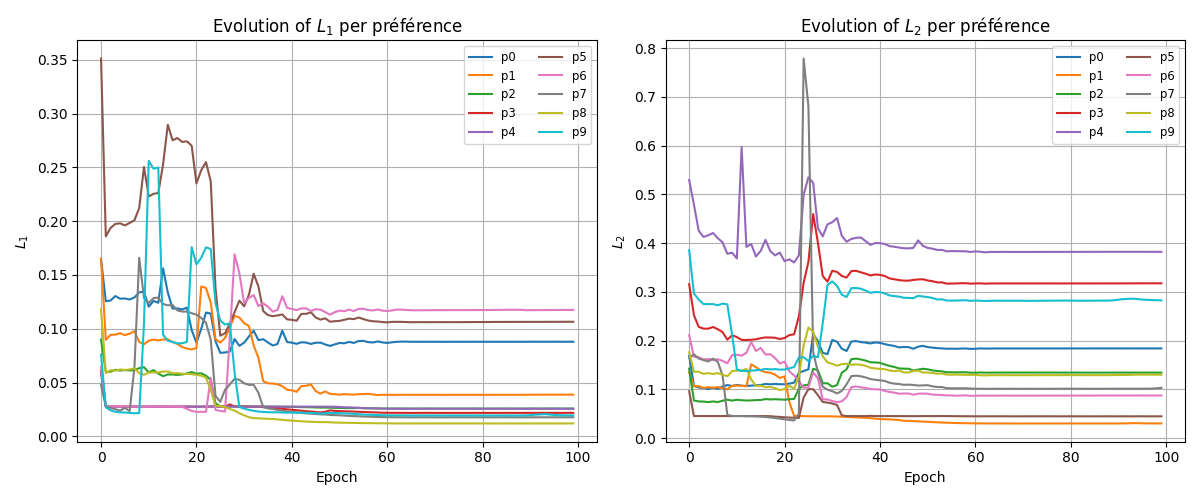 Evolution of $L_1$ per préférence
L₁
0.35
0.30
0.25
0.20
0.15
0.10
0.05
0.00
0 20 40 60 80 100
Epoch
p0 p5
p1 p6
p2 p7
p3 p8
p4 p9
Evolution of $L_2$ per préférence
L₂
0.8
0.7
0.6
0.5
0.4
0.3
0.2
0.1
0.0
0 20 40 60 80 100
Epoch
p0 p5
p1 p6
p2 p7
p3 p8
p4 p9